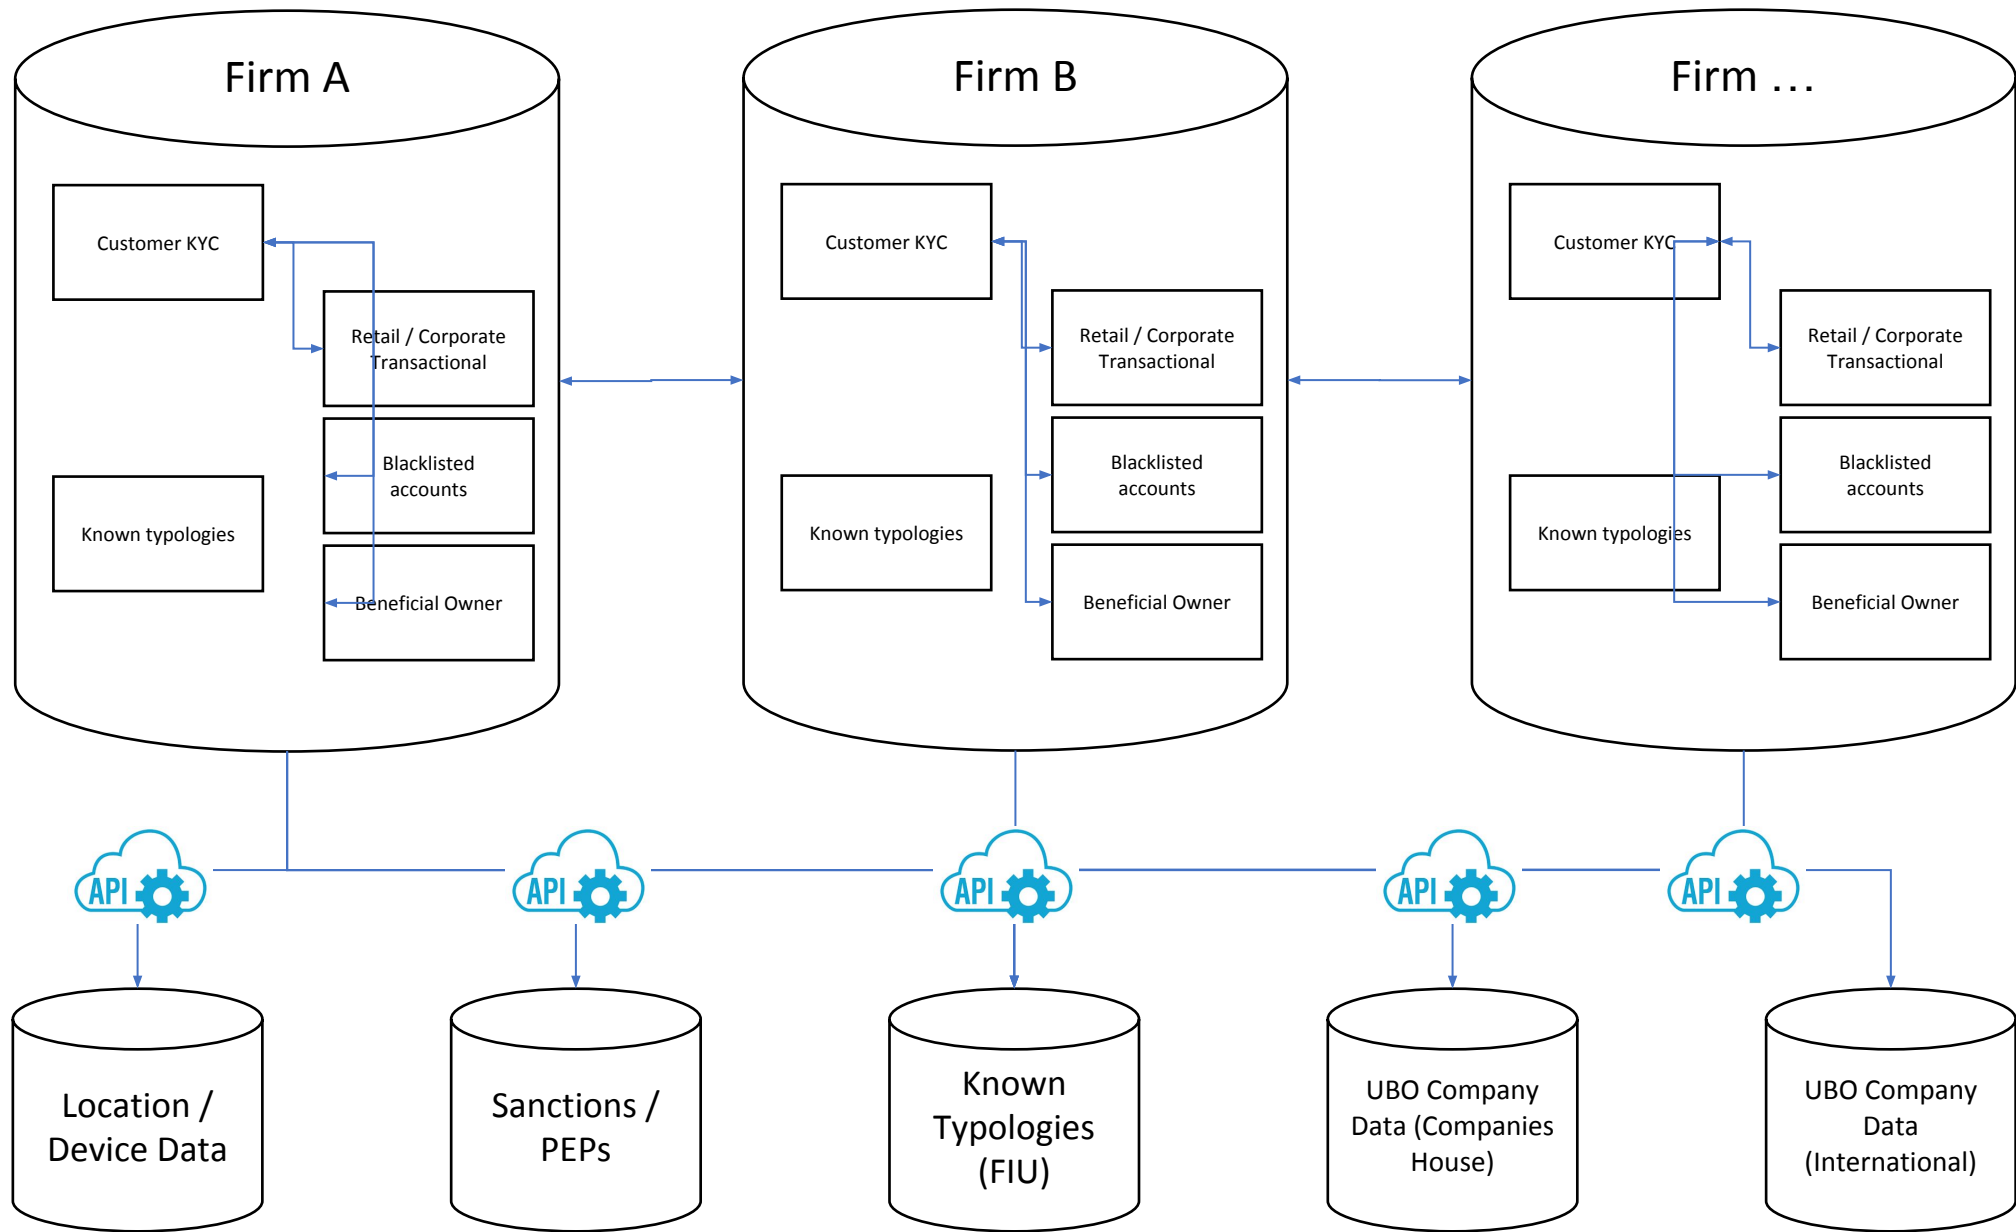 Firm A
Customer KYC
Retail / Corporate
Transactional
Blacklisted
accounts
Known typologies
Beneficial Owner
Firm B
Customer KYC
Retail / Corporate
Transactional
Blacklisted
accounts
Known typologies
Beneficial Owner
Firm …
Customer KYC
Retail / Corporate
Transactional
Blacklisted
accounts
Known typologies
Beneficial Owner
API
API
API
API
API
Location /
Device Data
Sanctions /
PEPs
Known
Typologies
(FIU)
UBO Company
Data (Companies
House)
UBO Company
Data
(International)